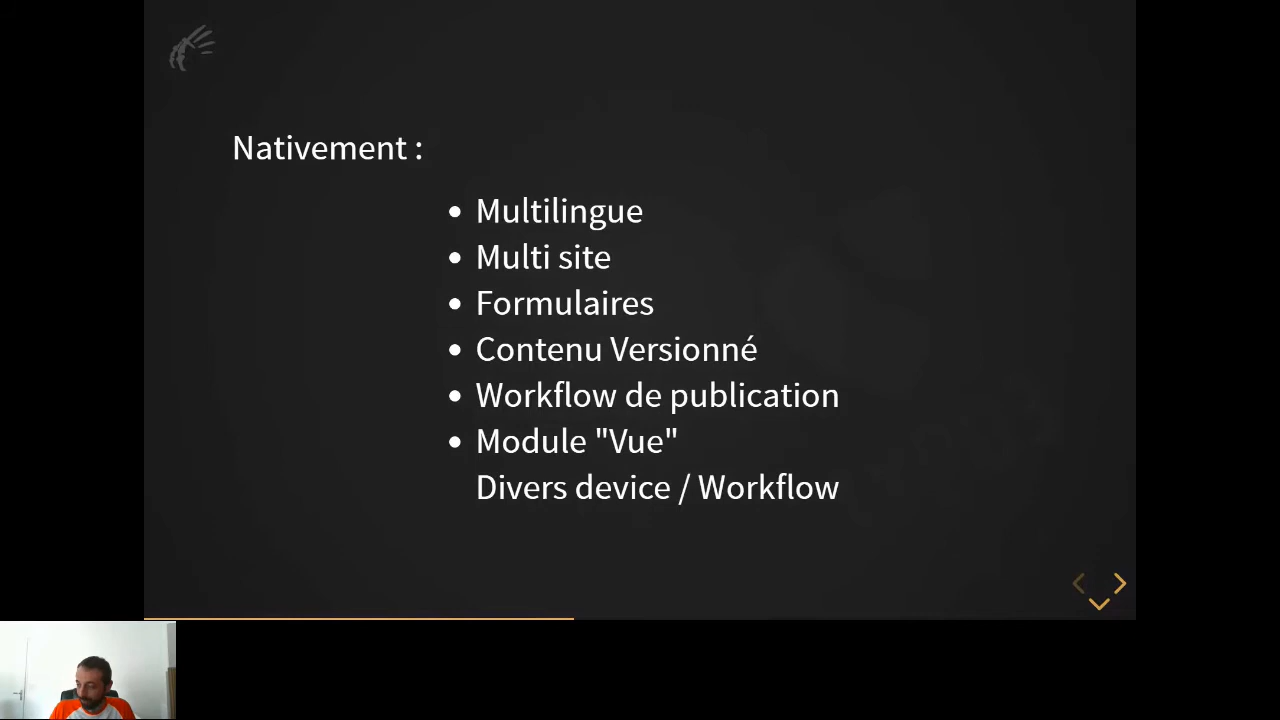 Nativement :
Multilingue
Multi site
Formulaires
Contenu Versionné
Workflow de publication
Module "Vue"
Divers device / Workflow